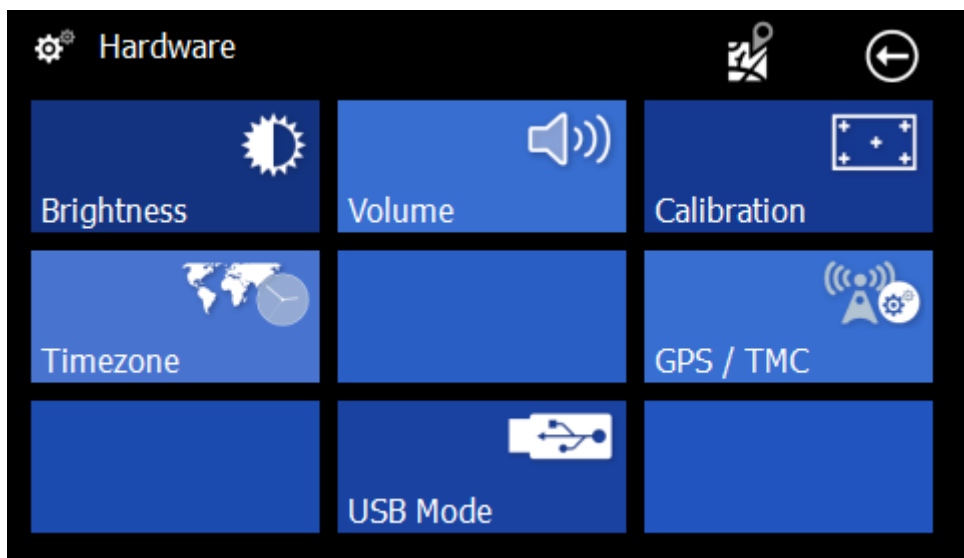 Hardware
Brightness
Volume
Calibration
Timezone
GPS / TMC
USB Mode